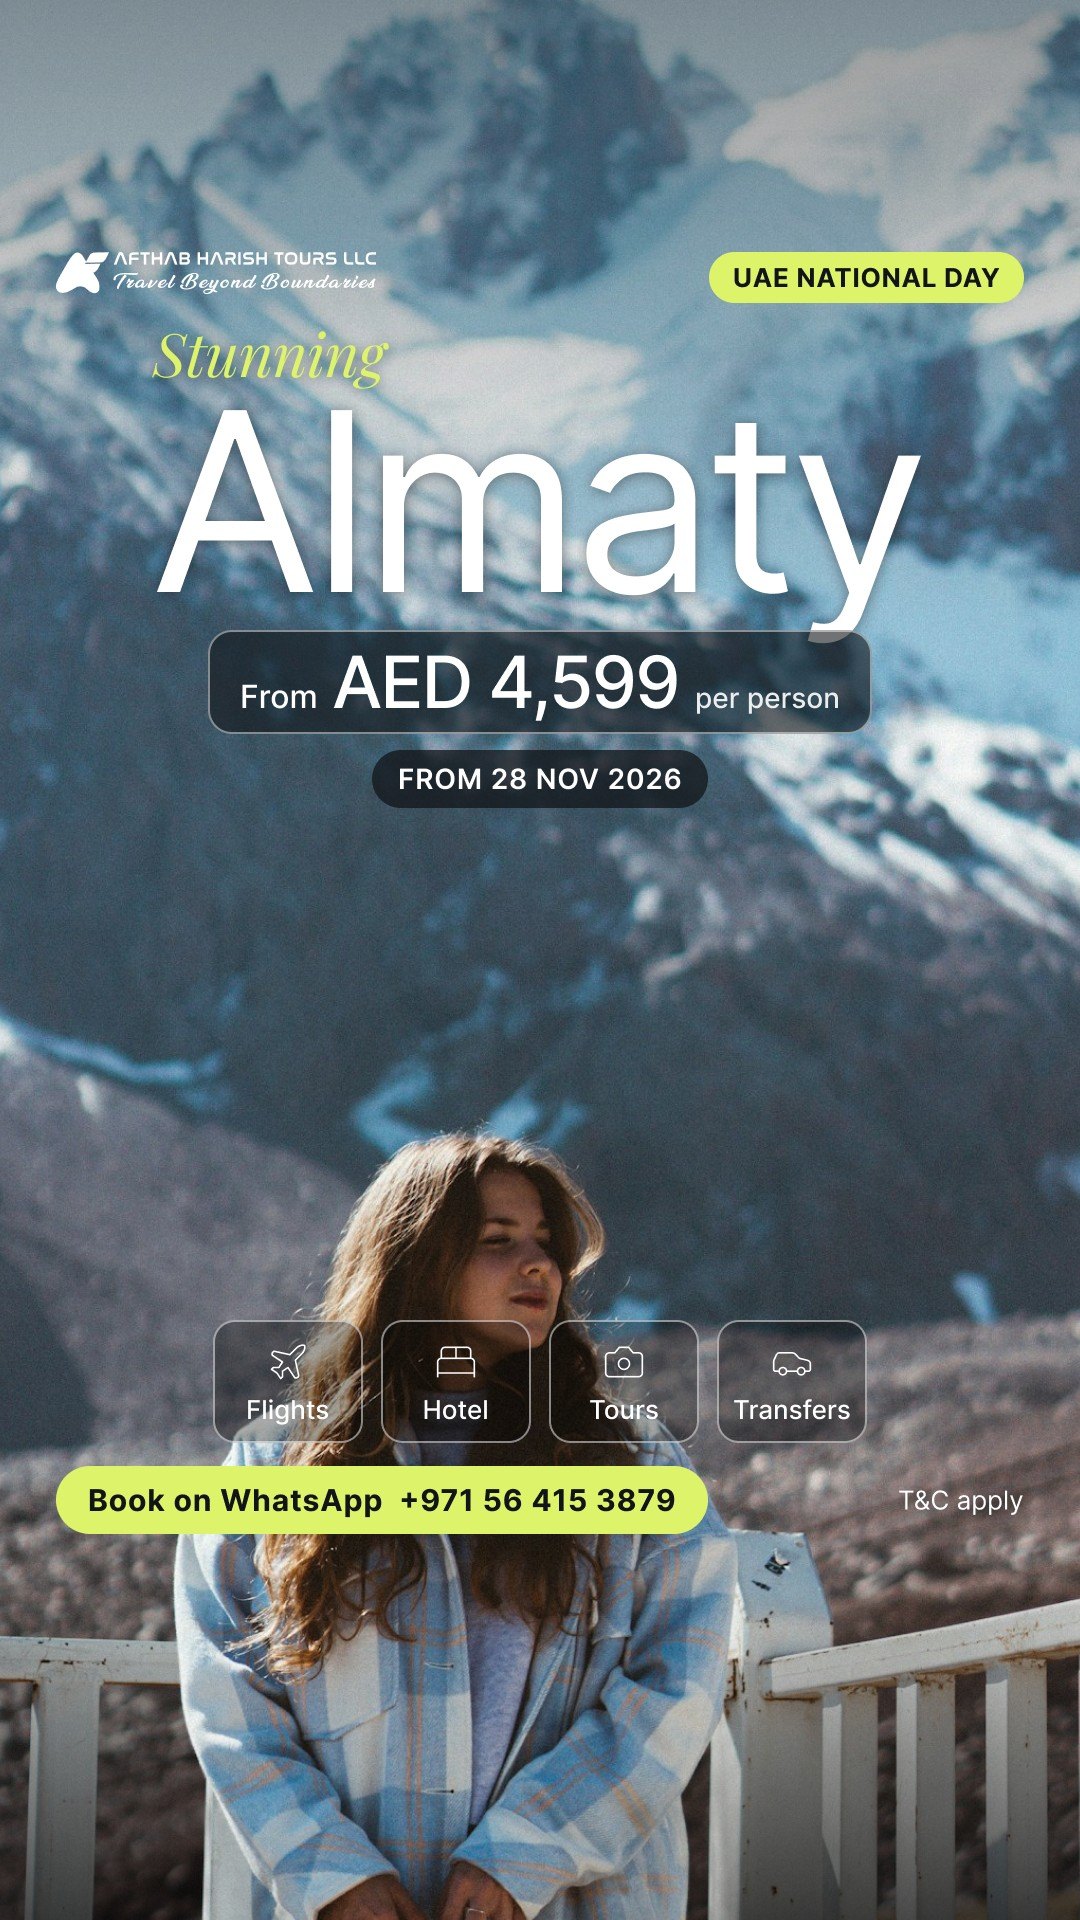 AFTHAB HARISH TOURS LLC
Travel Beyond Boundaries
UAE NATIONAL DAY
Stunning
Almaty
From AED 4,599 per person
FROM 28 NOV 2026
Flights Hotel Tours Transfers
Book on WhatsApp +971 56 415 3879
T&C apply